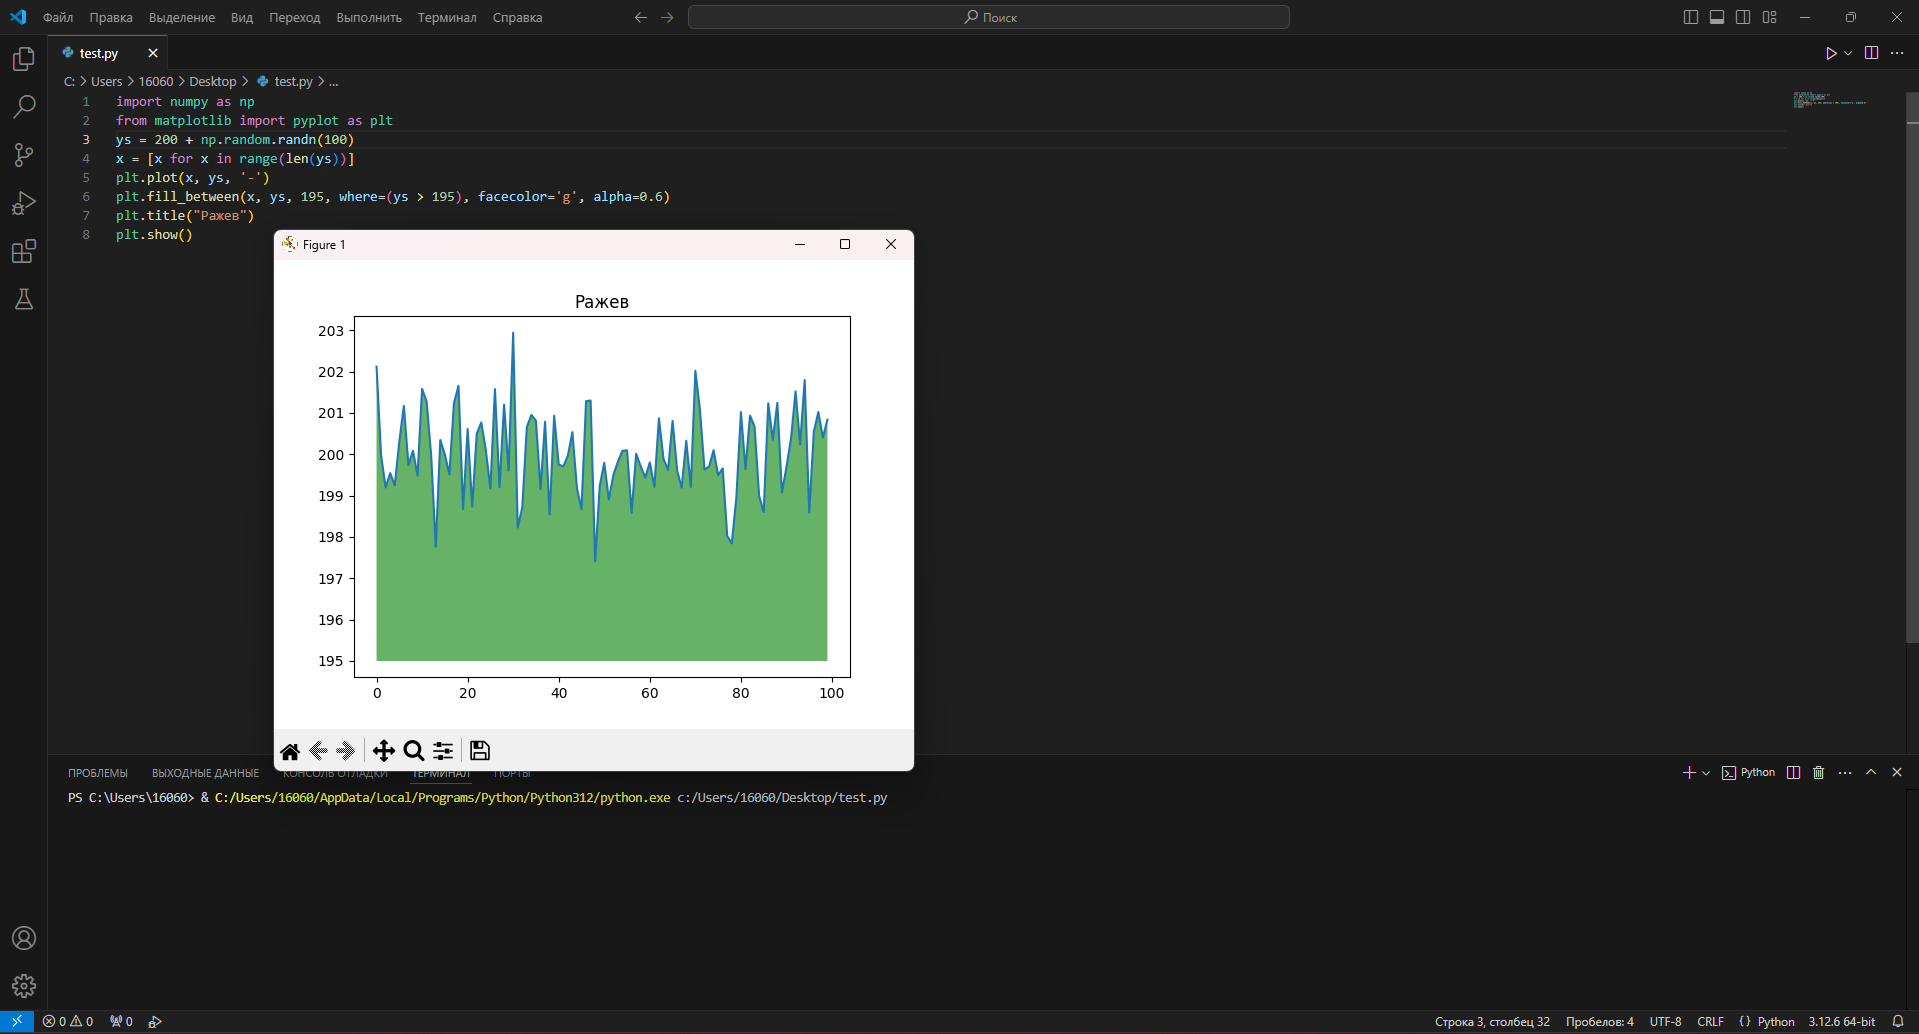 Файл Правка Выделение Вид Переход Выполнить Терминал Справка Поиск
test.py
C: > Users > 16060 > Desktop > test.py > ...
1 import numpy as np
2 from matplotlib import pyplot as plt
3 ys = 200 + np.random.randn(100)
4 x = [x for x in range(len(ys))]
5 plt.plot(x, ys, '-')
6 plt.fill_between(x, ys, 195, where=(ys > 195), facecolor='g', alpha=0.6)
7 plt.title("Ражев")
8 plt.show()
Figure 1
Ражев
203
202
201
200
199
198
197
196
195
0 20 40 60 80 100
ПРОБЛЕМЫ ВЫХОДНЫЕ ДАННЫЕ КОНСОЛЬ ОТЛАДКИ ТЕРМИНАЛ ПОРТЫ Python
PS C:\Users\16060> & C:/Users/16060/AppData/Local/Programs/Python/Python312/python.exe c:/Users/16060/Desktop/test.py
0 0 0 Строка 3, столбец 32 Пробелов: 4 UTF-8 CRLF {} Python 3.12.6 64-bit